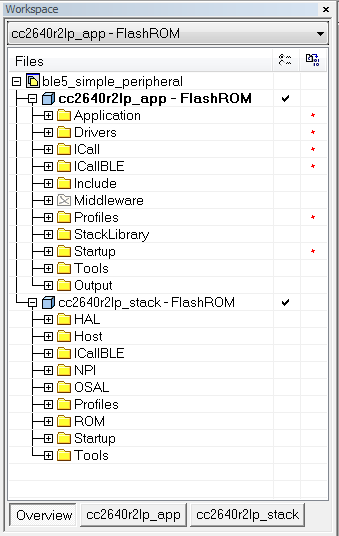 Workspace
cc2640r2lp_app - FlashROM
Files
ble5_simple_peripheral
cc2640r2lp_app - FlashROM
Application
Drivers
ICall
ICallBLE
Include
Middleware
Profiles
StackLibrary
Startup
Tools
Output
cc2640r2lp_stack - FlashROM
HAL
Host
ICallBLE
NPI
OSAL
Profiles
ROM
Startup
Tools
Overview cc2640r2lp_app cc2640r2lp_stack